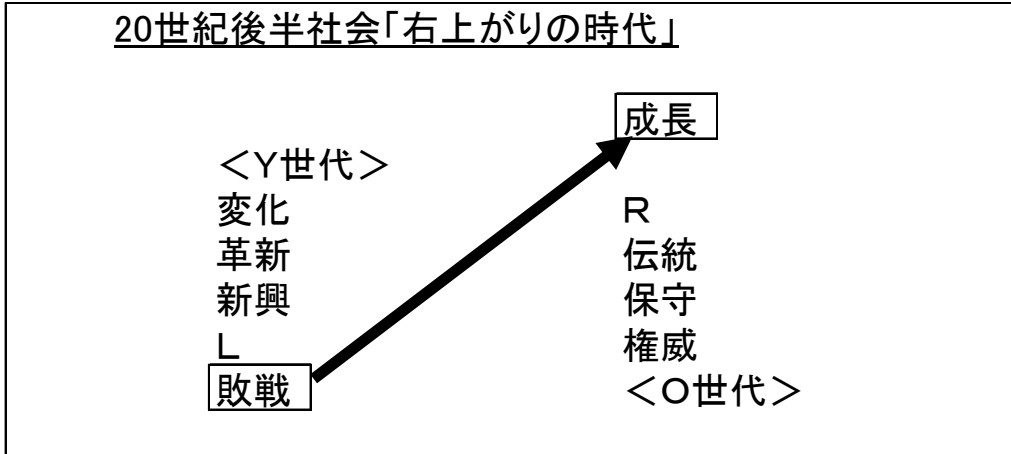 20世紀後半社会「右上がりの時代」
成長
＜Y世代＞
変化
革新
新興
L
敗戦
R
伝統
保守
権威
＜O世代＞